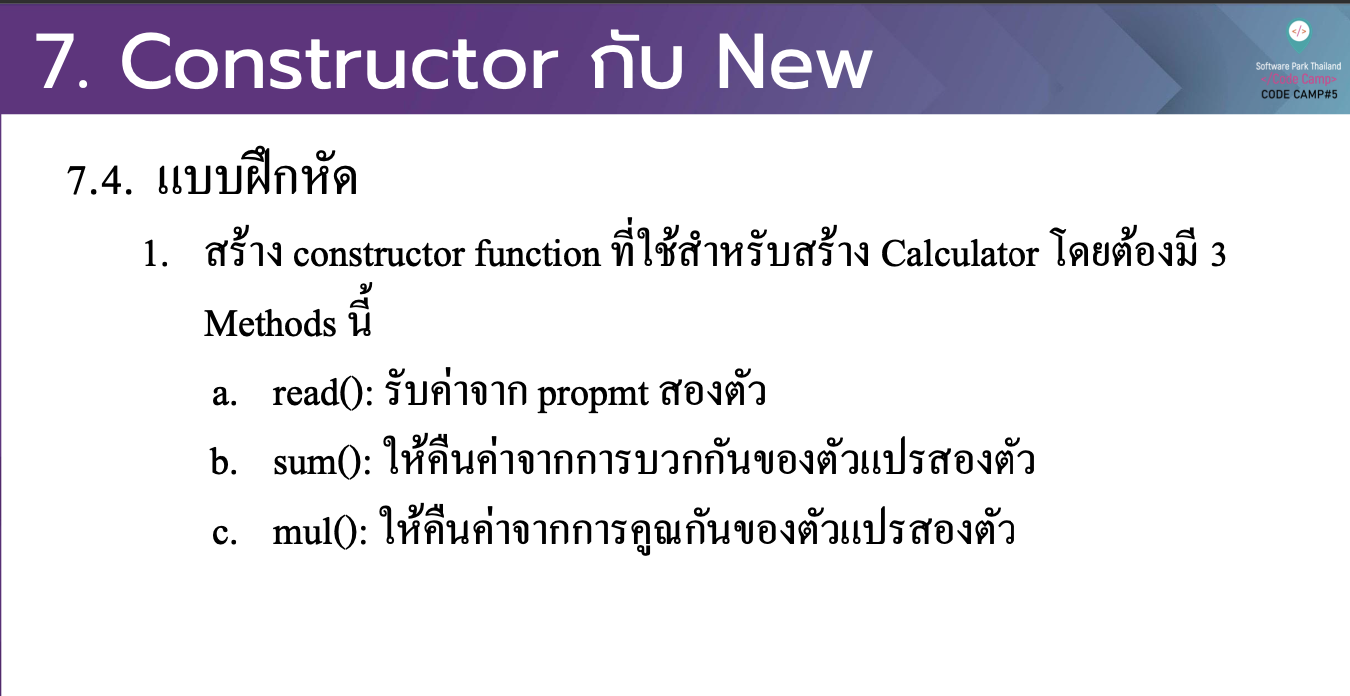 7. Constructor กับ New
</>
Software Park Thailand
</Code Camp>
CODE CAMP#5
7.4. แบบฝึกหัด
1. สร้าง constructor function ที่ใช้สำหรับสร้าง Calculator โดยต้องมี 3
Methods นี้
a. read(): รับค่าจาก propmt สองตัว
b. sum(): ให้คืนค่าจากการบวกกันของตัวแปรสองตัว
c. mul(): ให้คืนค่าจากการคูณกันของตัวแปรสองตัว